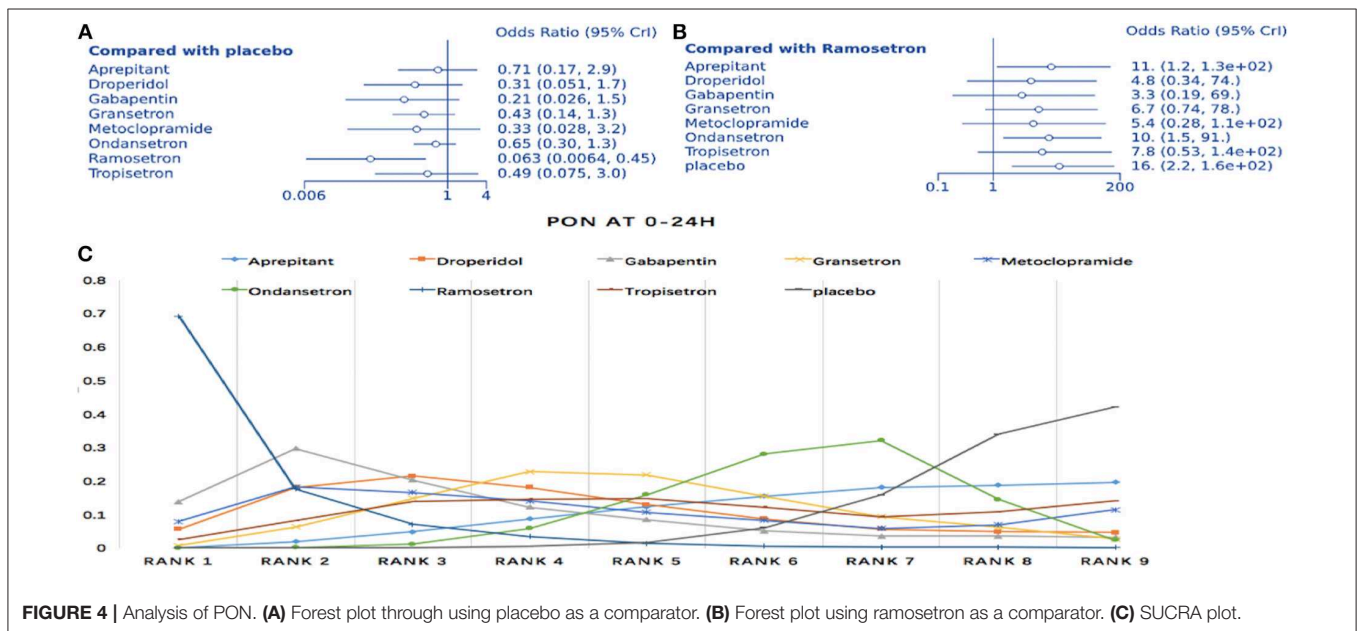 A
Odds Ratio (95% CrI)
Compared with placebo
Aprepitant 0.71 (0.17, 2.9)
Droperidol 0.31 (0.051, 1.7)
Gabapentin 0.21 (0.026, 1.5)
Gransetron 0.43 (0.14, 1.3)
Metoclopramide 0.33 (0.028, 3.2)
Ondansetron 0.65 (0.30, 1.3)
Ramosetron 0.063 (0.0064, 0.45)
Tropisetron 0.49 (0.075, 3.0)
0.006 1 4
B
Odds Ratio (95% CrI)
Compared with Ramosetron
Aprepitant 11. (1.2, 1.3e+02)
Droperidol 4.8 (0.34, 74.)
Gabapentin 3.3 (0.19, 69.)
Gransetron 6.7 (0.74, 78.)
Metoclopramide 5.4 (0.28, 1.1e+02)
Ondansetron 10. (1.5, 91.)
Tropisetron 7.8 (0.53, 1.4e+02)
placebo 16. (2.2, 1.6e+02)
0.1 1 200
PON AT 0-24H
C
Aprepitant Droperidol Gabapentin Gransetron Metoclopramide
Ondansetron Ramosetron Tropisetron placebo
0.8
0.7
0.6
0.5
0.4
0.3
0.2
0.1
0
RANK 1 RANK 2 RANK 3 RANK 4 RANK 5 RANK 6 RANK 7 RANK 8 RANK 9
FIGURE 4 | Analysis of PON. (A) Forest plot through using placebo as a comparator. (B) Forest plot using ramosetron as a comparator. (C) SUCRA plot.